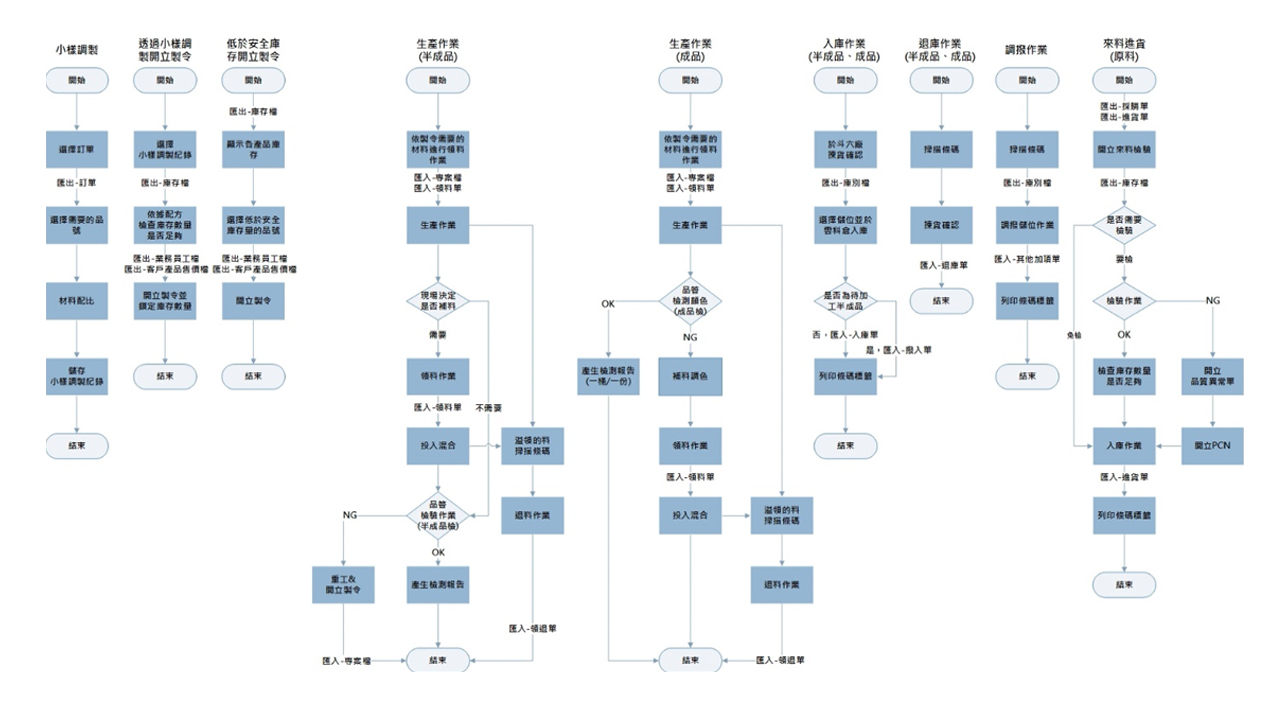 小樣調製
開始
選擇訂單
匯出-訂單
選擇需要的品
號
材料配比
儲存
小樣調製紀錄
結束
透過小樣調
製開立製令
開始
選擇
小樣調製紀錄
匯出-庫存檔
依據配方
檢查庫存數量
是否足夠
匯出-業務員工檔
匯出-客戶產品售價檔
開立製令並
鎖定庫存數量
結束
低於安全庫
存開立製令
開始
匯出-庫存檔
顯示各產品庫
存
選擇低於安全
庫存量的品號
匯出-業務員工檔
匯出-客戶產品售價檔
開立製令
結束
生產作業
(半成品)
開始
依製令需要的
材料進行領料
作業
匯入-專案檔
匯入-領料單
生產作業
現場決定
是否補料
需要
不需要
領料作業
匯入-領料單
投入混合
溢領的料
掃描條碼
品管
檢驗作業
(半成品檢)
退料作業
NG
OK
重工&
開立製令
產生檢測報告
匯入-領退單
匯入-專案檔
結束
生產作業
(成品)
開始
依製令需要的
材料進行領料
作業
匯入-專案檔
匯入-領料單
生產作業
品管
檢測顏色
(成品檢)
OK
NG
產生檢測報告
(一桶/一份)
補料調色
領料作業
匯入-領料單
投入混合
溢領的料
掃描條碼
退料作業
匯入-領退單
結束
入庫作業
(半成品、成品)
開始
於斗六廠
揀貨確認
匯出-庫別檔
選擇儲位並於
雲科倉入庫
是否為待加
工半成品
否，匯入-入庫單
是，匯入-撥入單
列印條碼標籤
結束
退庫作業
(半成品、成品)
開始
掃描條碼
揀貨確認
匯入-退庫單
結束
調撥作業
開始
掃描條碼
匯出-庫別檔
調撥儲位作業
匯入-其他加項單
列印條碼標籤
結束
來料進貨
(原料)
開始
匯出-採購單
匯出-進貨單
開立來料檢驗
匯出-庫存檔
是否需要
檢驗
要檢
免檢
檢驗作業
NG
OK
檢查庫存數量
是否足夠
開立
品質異常單
入庫作業
開立PCN
匯入-進貨單
列印條碼標籤
結束